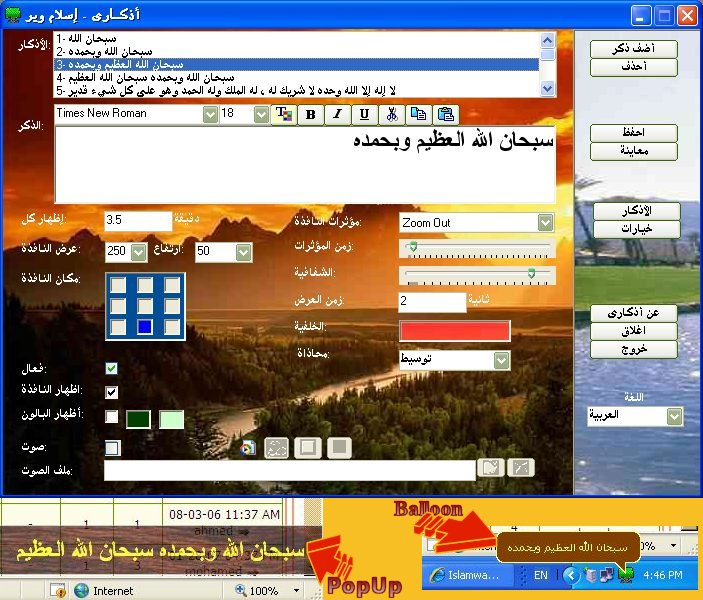 أذكـارى - إسلام وير
الأذكار:
1- سبحان الله
2- سبحان الله وبحمده
3- سبحان الله العظيم وبحمده
4- سبحان الله وبحمده سبحان الله العظيم
5- لا إله إلا الله وحده لا شريك له ، له الملك وله الحمد وهو على كل شيء قدير
أضف ذكر
أحذف
Times New Roman 18 B I U
الذكر:
سبحان الله العظيم وبحمده
احفظ
معاينة
الأذكار
خيارات
إظهار كل: 3.5 دقيقة
مؤثرات النافذة: Zoom Out
عرض النافذة: 250 ارتفاع: 50
زمن المؤثرات:
مكان النافذة:
الشفافية:
زمن العرض: 2 ثانية
الخلفية:
محاذاة: توسيط
عن أذكارى
اغلاق
خروج
فعال:
اظهار النافذة:
أظهار البالون:
اللغة
العربية
صوت:
ملف الصوت:
08-03-06 11:37 AM
ahmed
سبحان الله وبحمده سبحان الله العظيم
mohamed
Internet 100%
PopUp
Balloon
سبحان الله العظيم وبحمده
0%
Islamwa... EN 4:46 PM